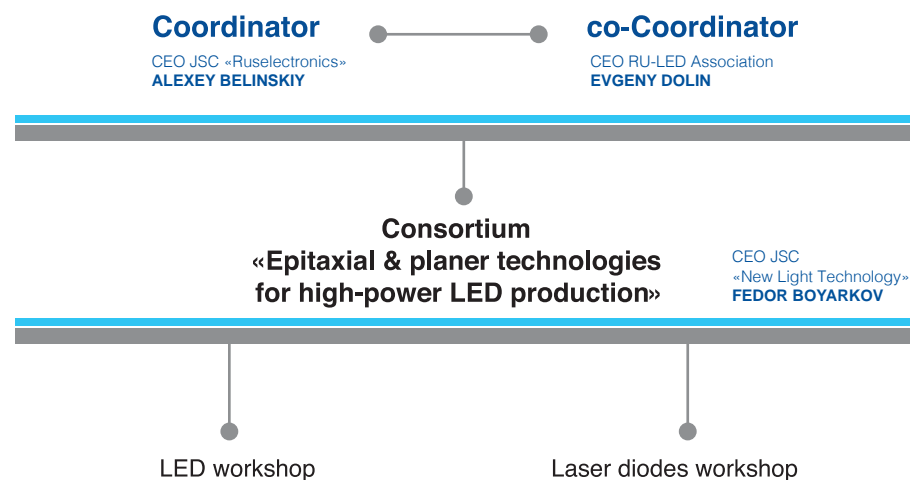 Coordinator
CEO JSC «Ruselectronics»
ALEXEY BELINSKIY
co-Coordinator
CEO RU-LED Association
EVGENY DOLIN
Consortium
«Epitaxial & planer technologies
for high-power LED production»
CEO JSC
«New Light Technology»
FEDOR BOYARKOV
LED workshop
Laser diodes workshop